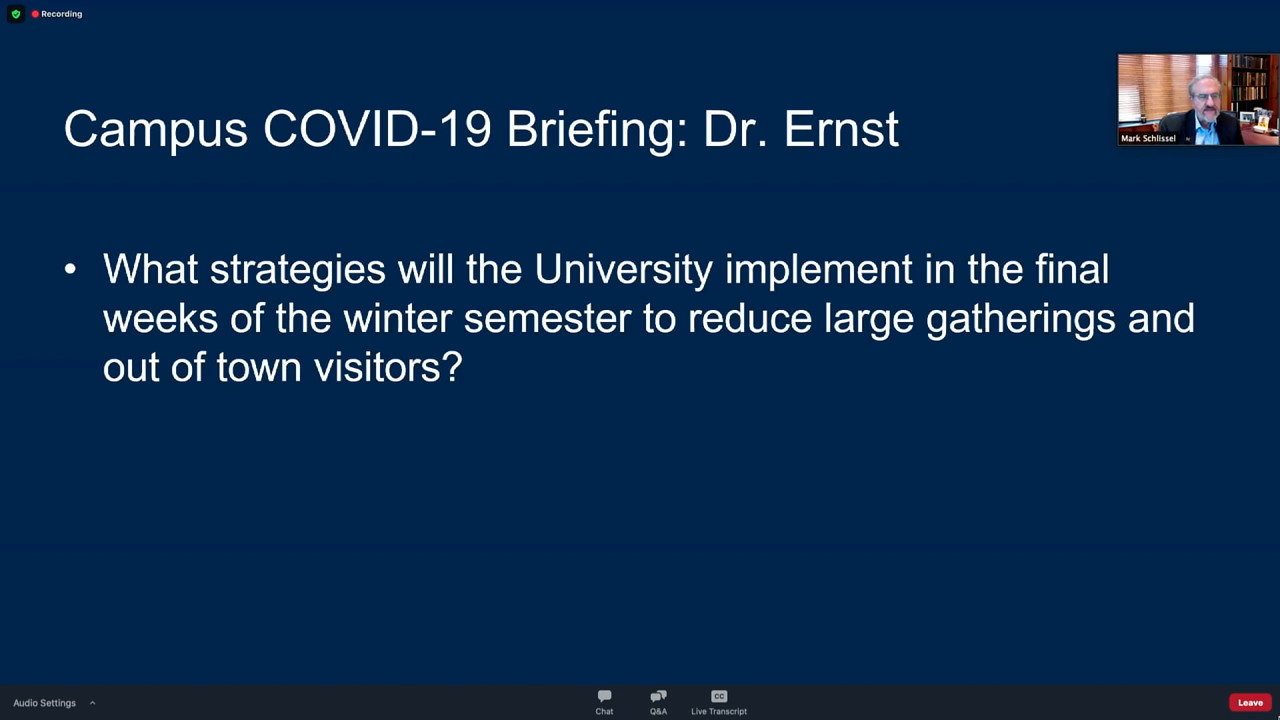 Recording
Campus COVID-19 Briefing: Dr. Ernst
Mark Schlissel
• What strategies will the University implement in the final
weeks of the winter semester to reduce large gatherings and
out of town visitors?
Audio Settings
Chat
Q&A
CC
Live Transcript
Leave